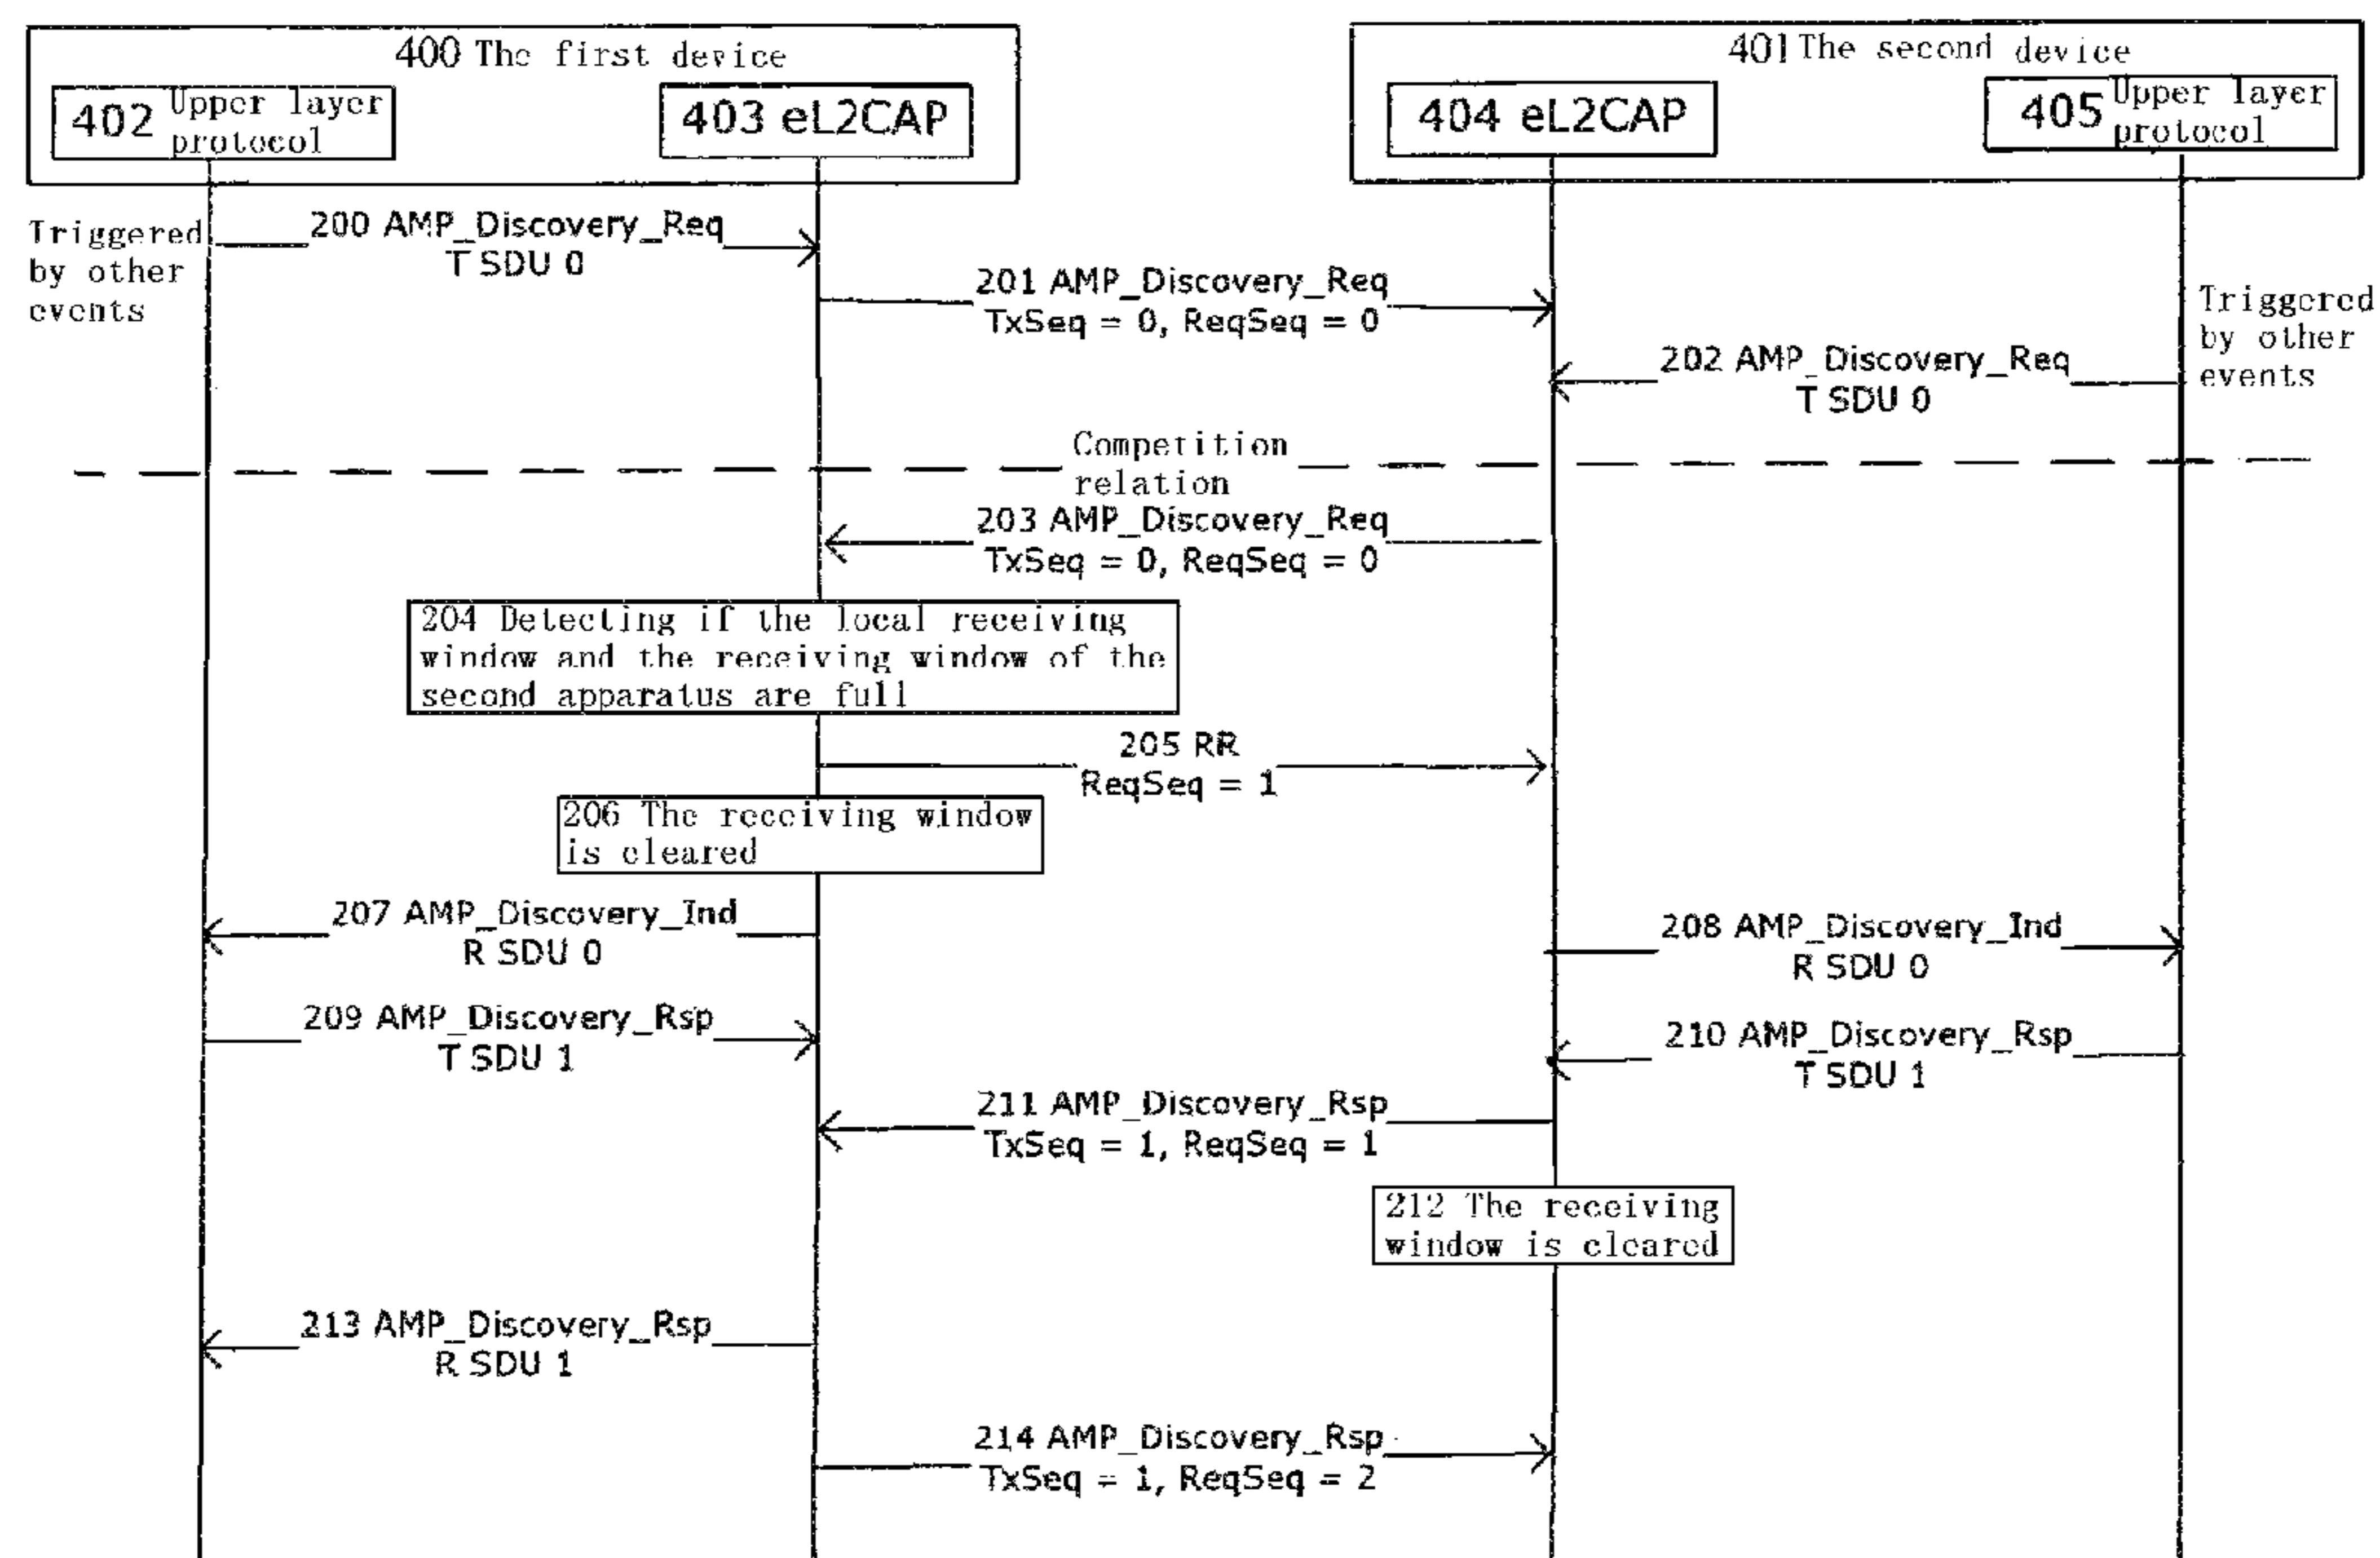 400 The first device
402 Upper layer
protocol
403 eL2CAP
401 The second device
404 eL2CAP
405 Upper layer
protocol
Triggered
by other
events
200 AMP_Discovery_Req
T SDU 0
201 AMP_Discovery_Req
TxSeq = 0, ReqSeq = 0
Triggered
by other
events
202 AMP_Discovery_Req
T SDU 0
Competition
relation
203 AMP_Discovery_Req
TxSeq = 0, ReqSeq = 0
204 Detecting if the local receiving
window and the receiving window of the
second apparatus are full
205 RR
ReqSeq = 1
206 The receiving window
is cleared
207 AMP_Discovery_Ind
R SDU 0
208 AMP_Discovery_Ind
R SDU 0
209 AMP_Discovery_Rsp
T SDU 1
210 AMP_Discovery_Rsp
T SDU 1
211 AMP_Discovery_Rsp
TxSeq = 1, ReqSeq = 1
212 The receiving
window is cleared
213 AMP_Discovery_Rsp
R SDU 1
214 AMP_Discovery_Rsp
TxSeq = 1, ReqSeq = 2